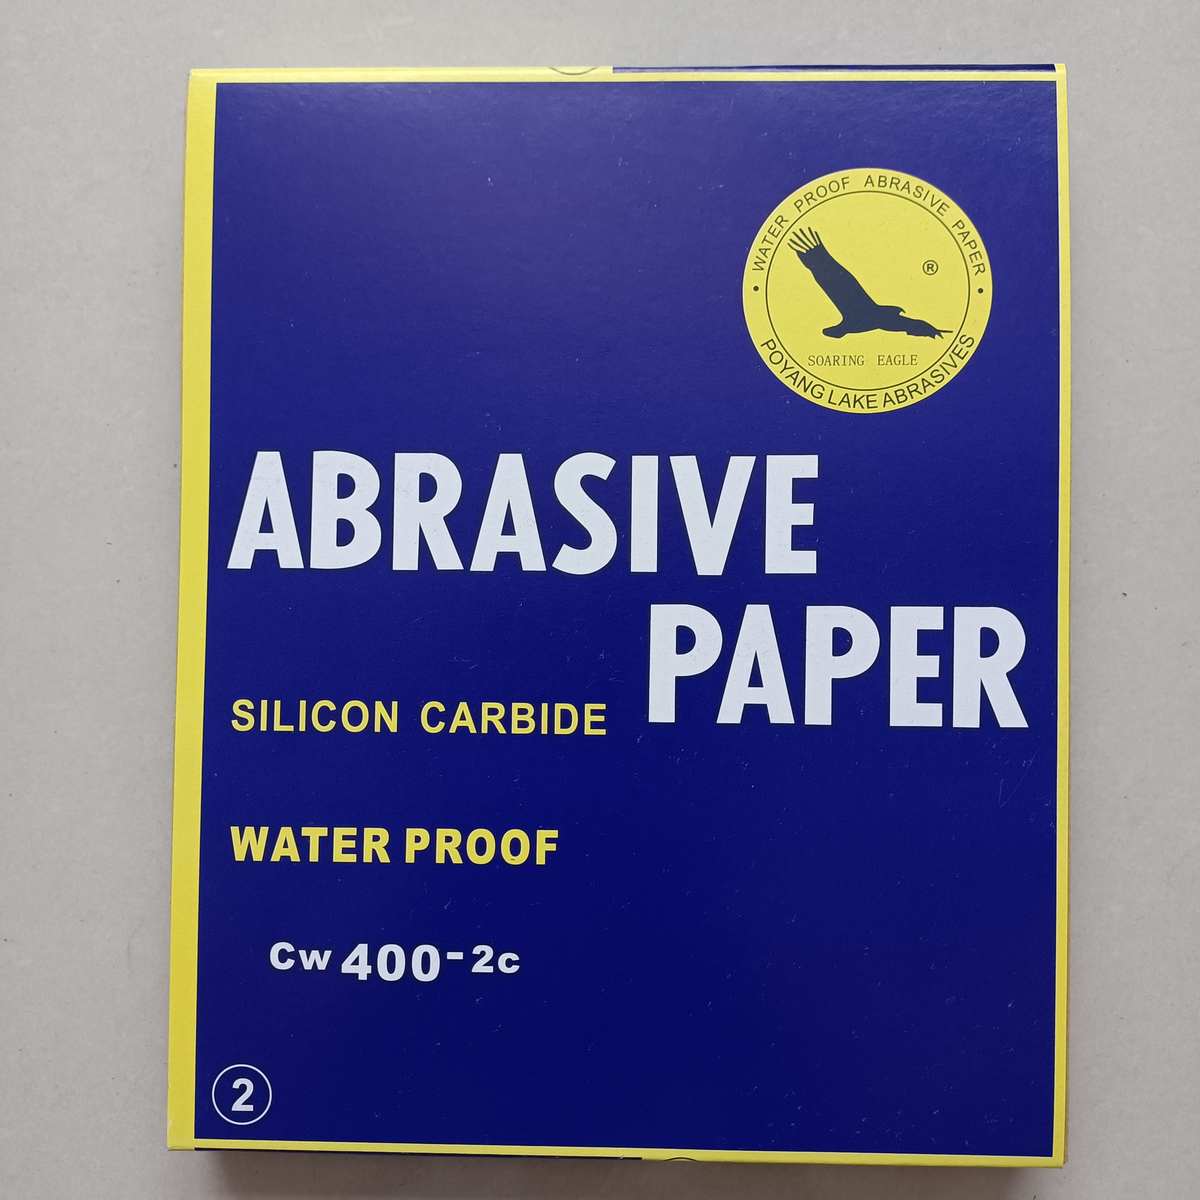 WATER PROOF ABRASIVE PAPER
®
SOARING EAGLE
POYANG LAKE ABRASIVES
ABRASIVE
PAPER
SILICON CARBIDE
WATER PROOF
Cw 400-2c
2